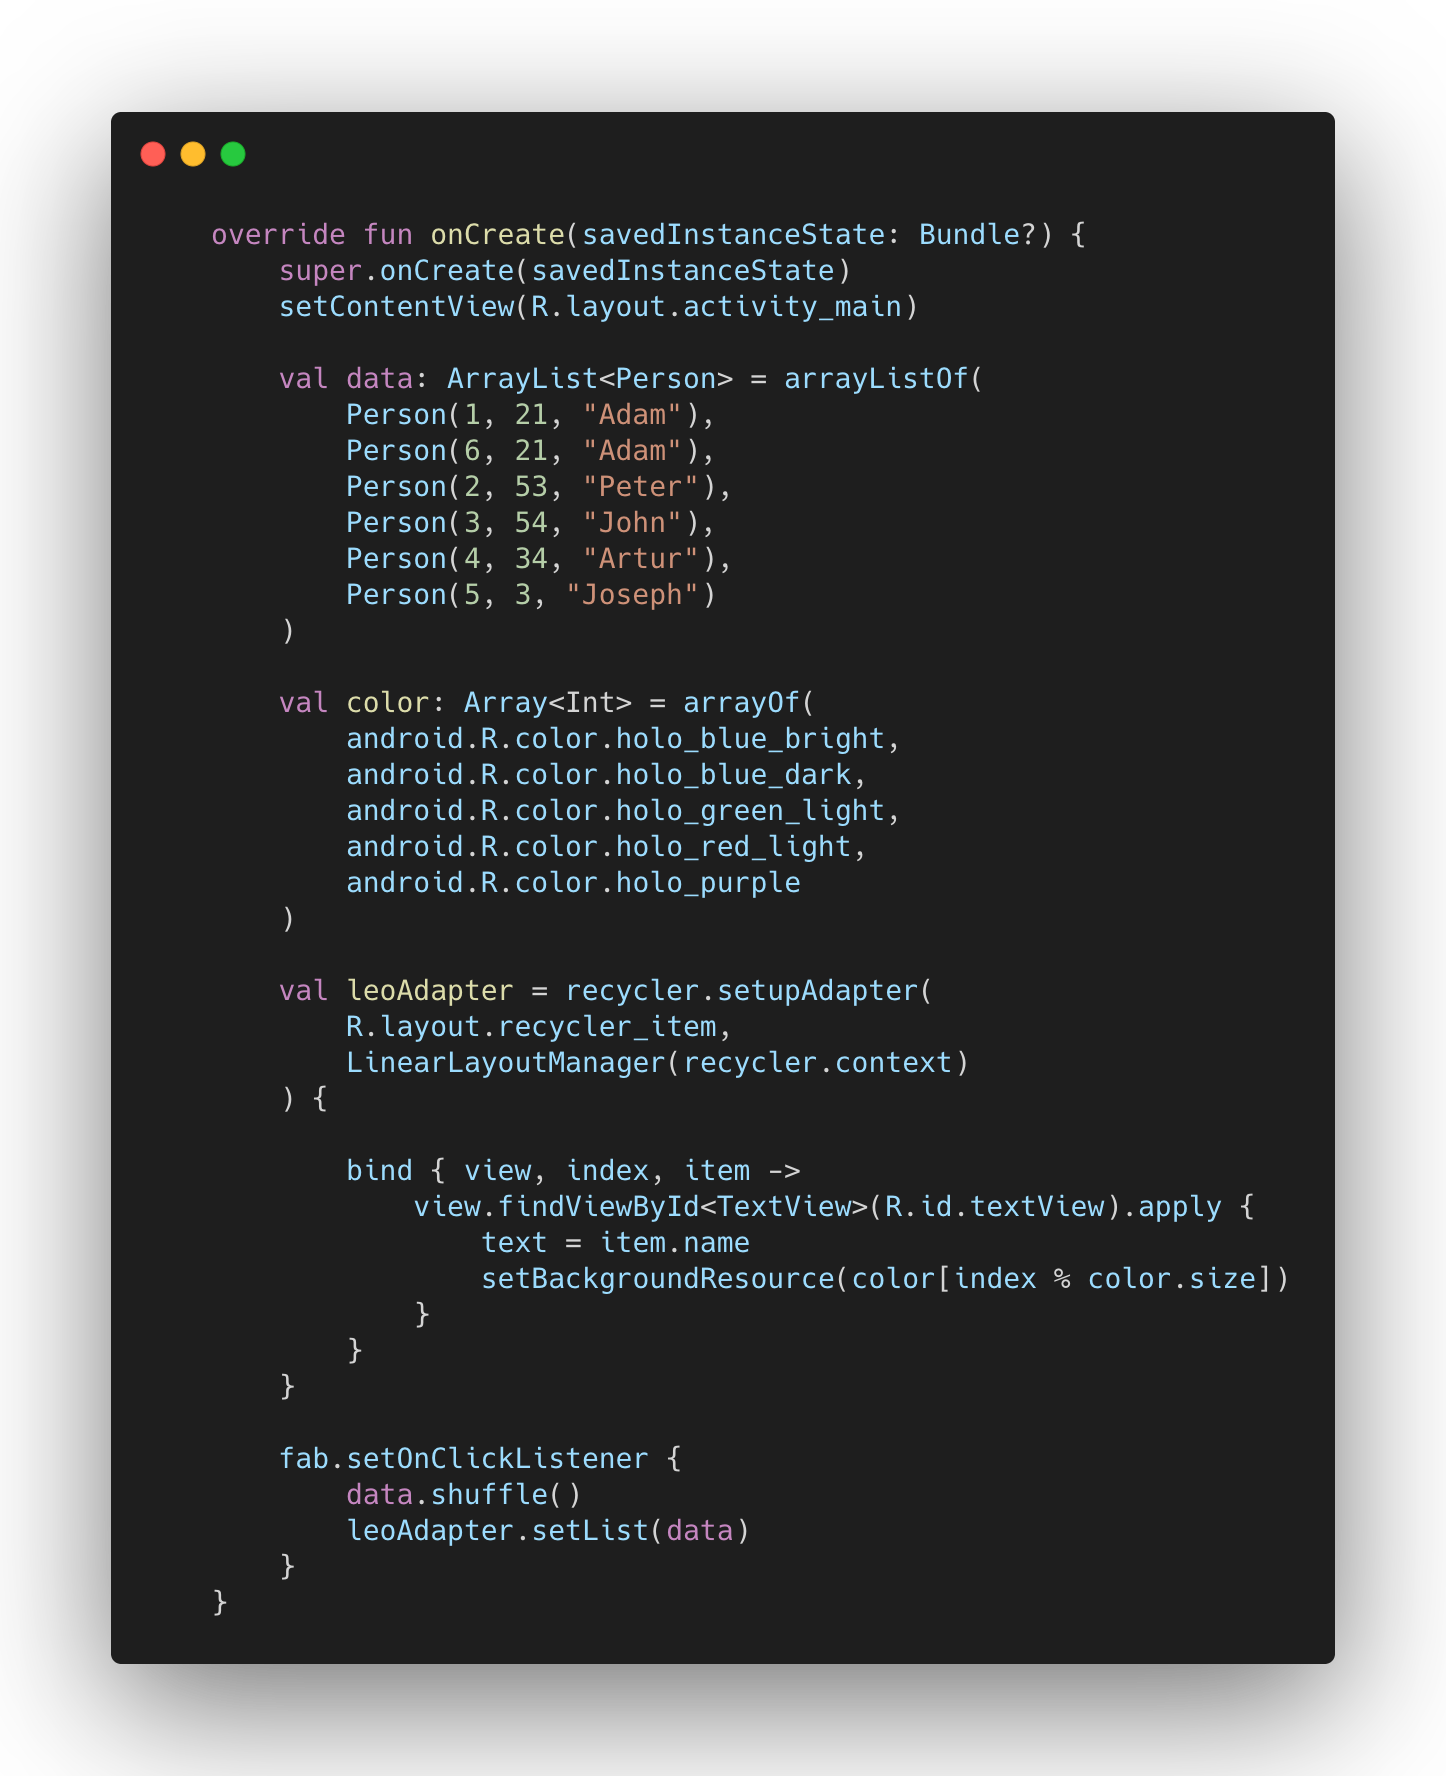 override fun onCreate(savedInstanceState: Bundle?) {
    super.onCreate(savedInstanceState)
    setContentView(R.layout.activity_main)

    val data: ArrayList<Person> = arrayListOf(
        Person(1, 21, "Adam"),
        Person(6, 21, "Adam"),
        Person(2, 53, "Peter"),
        Person(3, 54, "John"),
        Person(4, 34, "Artur"),
        Person(5, 3, "Joseph")
    )

    val color: Array<Int> = arrayOf(
        android.R.color.holo_blue_bright,
        android.R.color.holo_blue_dark,
        android.R.color.holo_green_light,
        android.R.color.holo_red_light,
        android.R.color.holo_purple
    )

    val leoAdapter = recycler.setupAdapter(
        R.layout.recycler_item,
        LinearLayoutManager(recycler.context)
    ) {

        bind { view, index, item ->
            view.findViewById<TextView>(R.id.textView).apply {
                text = item.name
                setBackgroundResource(color[index % color.size])
            }
        }
    }

    fab.setOnClickListener {
        data.shuffle()
        leoAdapter.setList(data)
    }
}